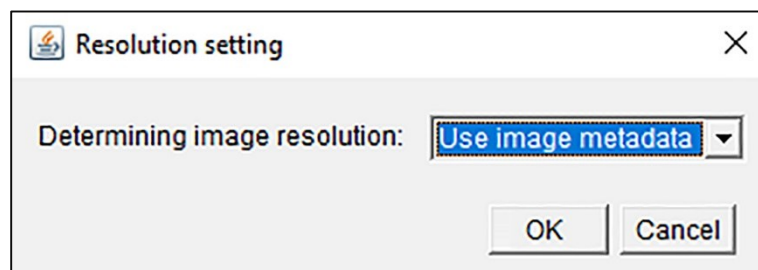 Resolution setting
Determining image resolution: Use image metadata
OK Cancel